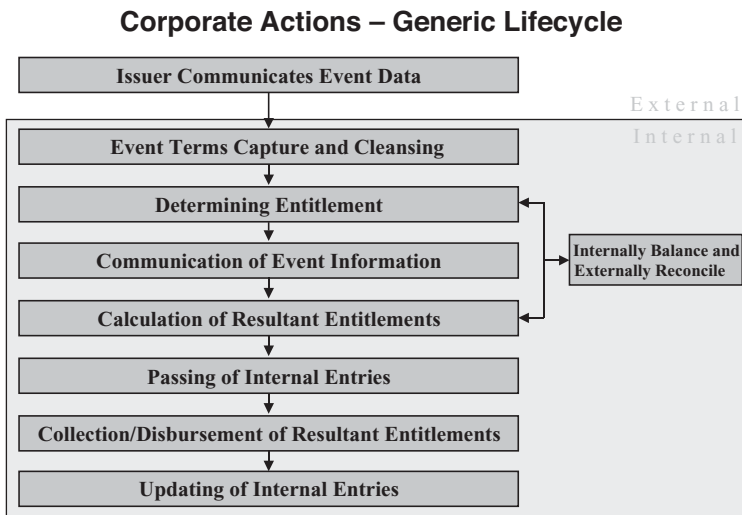 Corporate Actions – Generic Lifecycle
Issuer Communicates Event Data
External
Internal
Event Terms Capture and Cleansing
Determining Entitlement
Communication of Event Information
Internally Balance and
Externally Reconcile
Calculation of Resultant Entitlements
Passing of Internal Entries
Collection/Disbursement of Resultant Entitlements
Updating of Internal Entries